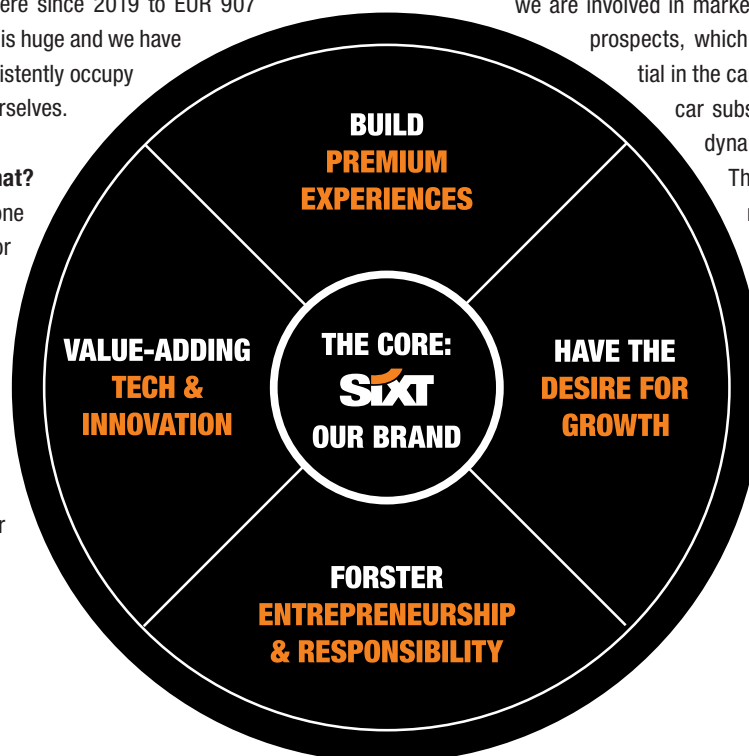 ere since 2019 to EUR 907
is huge and we have
istently occupy
rselves.
at?
one
or
r
we are involved in marke
prospects, which
tial in the ca
car subs
dyna
Th
BUILD
PREMIUM
EXPERIENCES
VALUE-ADDING
TECH &
INNOVATION
THE CORE:
SIXT
OUR BRAND
HAVE THE
DESIRE FOR
GROWTH
FORSTER
ENTREPRENEURSHIP
& RESPONSIBILITY